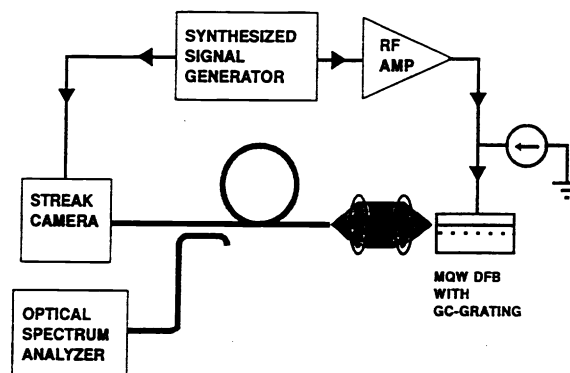 SYNTHESIZED
SIGNAL
GENERATOR
RF
AMP
STREAK
CAMERA
MQW DFB
WITH
GC-GRATING
OPTICAL
SPECTRUM
ANALYZER